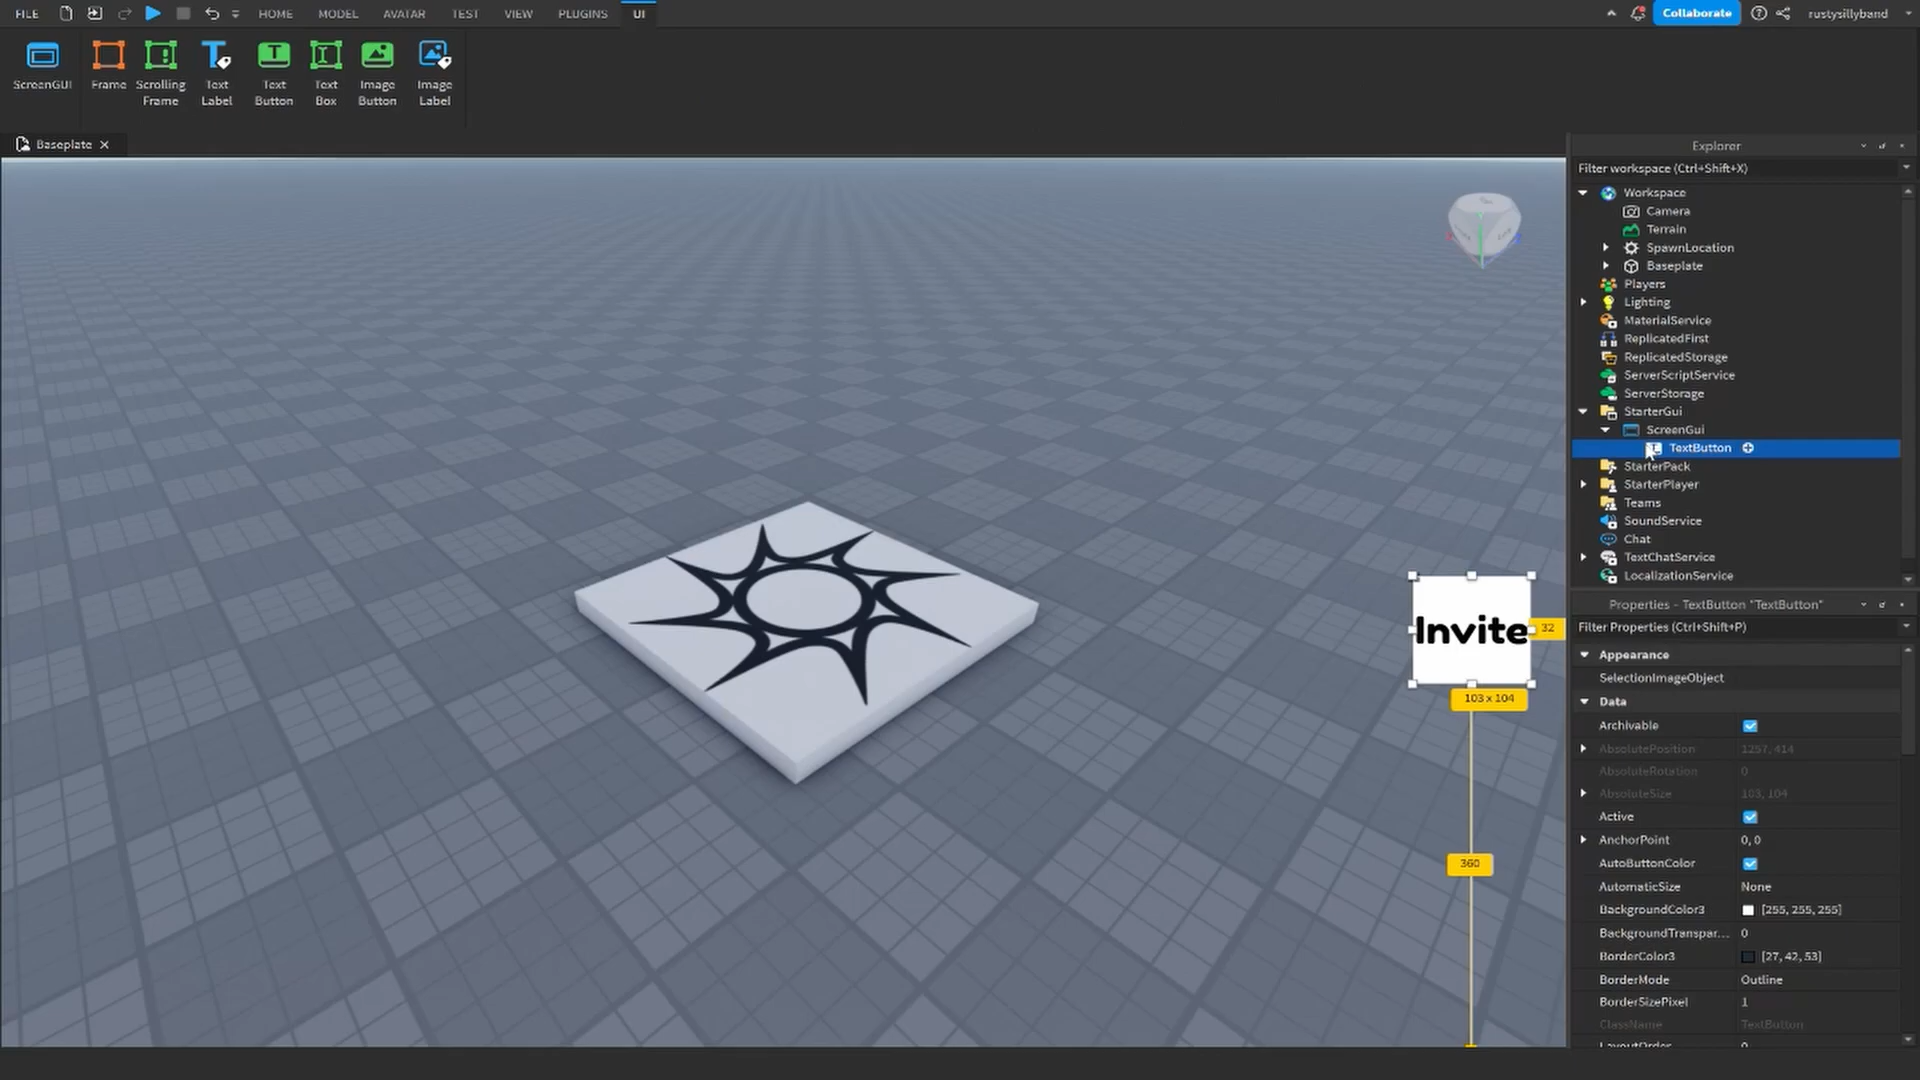 FILE HOME MODEL AVATAR TEST VIEW PLUGINS UI Collaborate rustysillyband
ScreenGUI
Frame
Scrolling
Frame
Text
Label
Text
Button
Text
Box
Image
Button
Image
Label
Baseplate
Explorer
Filter workspace (Ctrl+Shift+X)
Workspace
Camera
Terrain
SpawnLocation
Baseplate
Players
Lighting
MaterialService
ReplicatedFirst
ReplicatedStorage
ServerScriptService
ServerStorage
StarterGui
ScreenGui
TextButton
StarterPack
StarterPlayer
Teams
SoundService
Chat
TextChatService
LocalizationService
Invite
32
103 x 104
360
Properties - TextButton "TextButton"
Filter Properties (Ctrl+Shift+P)
Appearance
SelectionImageObject
Data
Archivable
AbsolutePosition 1257, 414
AbsoluteRotation 0
AbsoluteSize 103, 104
Active
AnchorPoint 0, 0
AutoButtonColor
AutomaticSize None
BackgroundColor3 [255, 255, 255]
BackgroundTranspar... 0
BorderColor3 [27, 42, 53]
BorderMode Outline
BorderSizePixel 1
ClassName TextButton
LayoutOrder 0